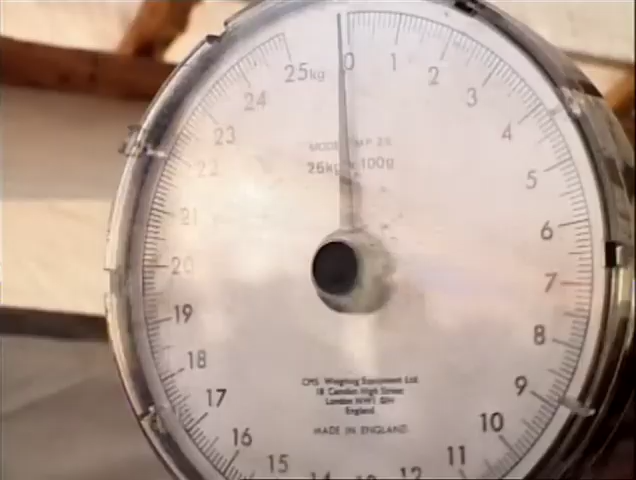 25kg 0 1
24 2
23 3
22 4
21 5
20 6
19 7
18 8
17 9
16 10
15 14 13 12 11
25kg x 100g
CMS Weighing Equipment Ltd.
18 Camden High Street
London NW1 0JH
England
MADE IN ENGLAND